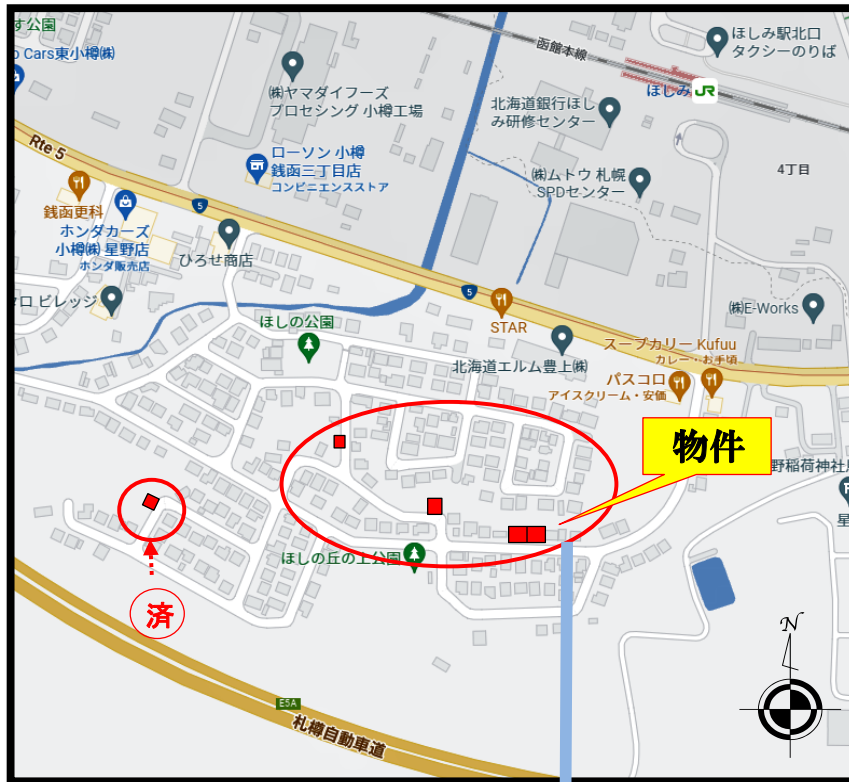 す公園
o Cars東小樽㈱
Rte 5
銭函更科
ホンダカーズ
小樽㈱ 星野店
ホンダ販売店
ロ ビレッジ
㈱ヤマダイフーズ
プロセシング 小樽工場
ローソン 小樽
銭函三丁目店
コンビニエンスストア
5
ひろせ商店
ほしの公園
函館本線
ほしみ
JR
ほしみ駅北口
タクシーのりば
北海道銀行ほし
み研修センター
㈱ムトウ 札幌
SPDセンター
4丁目
5
STAR
北海道エルム豊上㈱
㈱E-Works
スープカリー Kufuu
カレー・お手頃
パスコロ
アイスクリーム・安価
物件
野稲荷神社
星
ほしの丘の上公園
済
E5A
札樽自動車道
N